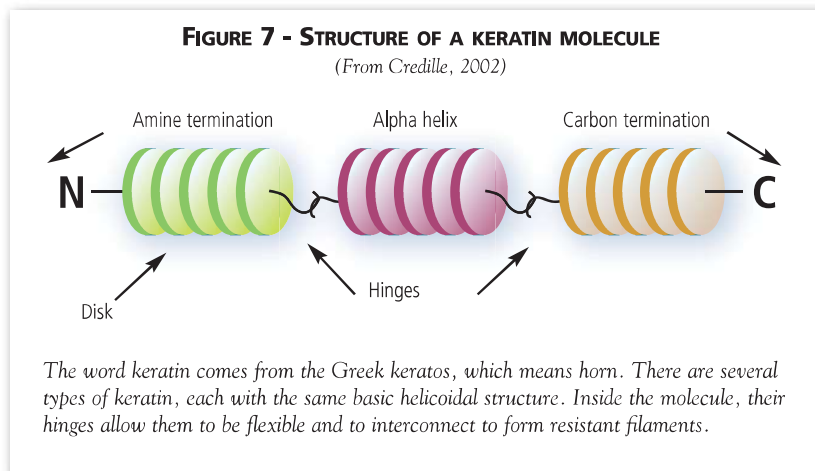 FIGURE 7 - STRUCTURE OF A KERATIN MOLECULE
(From Credille, 2002)
Amine termination
Alpha helix
Carbon termination
N
C
Disk
Hinges
The word keratin comes from the Greek keratos, which means horn. There are several
types of keratin, each with the same basic helicoidal structure. Inside the molecule, their
hinges allow them to be flexible and to interconnect to form resistant filaments.